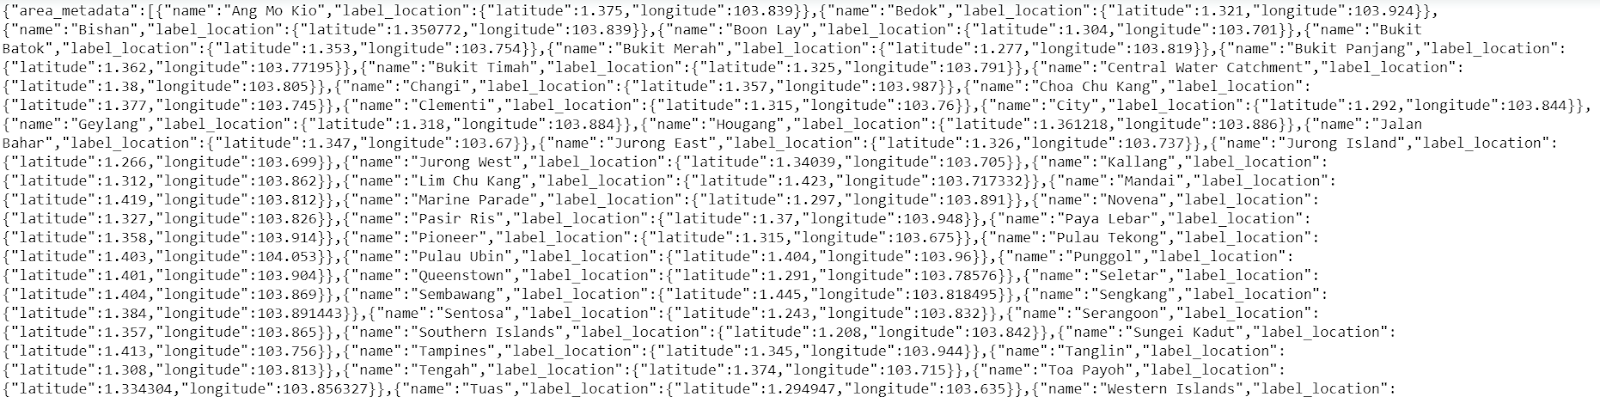 {"area_metadata":[{"name":"Ang Mo Kio","label_location":{"latitude":1.375,"longitude":103.839}},{"name":"Bedok","label_location":{"latitude":1.321,"longitude":103.924}},
{"name":"Bishan","label_location":{"latitude":1.350772,"longitude":103.839}},{"name":"Boon Lay","label_location":{"latitude":1.304,"longitude":103.701}},{"name":"Bukit
Batok","label_location":{"latitude":1.353,"longitude":103.754}},{"name":"Bukit Merah","label_location":{"latitude":1.277,"longitude":103.819}},{"name":"Bukit Panjang","label_location":
{"latitude":1.362,"longitude":103.77195}},{"name":"Bukit Timah","label_location":{"latitude":1.325,"longitude":103.791}},{"name":"Central Water Catchment","label_location":
{"latitude":1.38,"longitude":103.805}},{"name":"Changi","label_location":{"latitude":1.357,"longitude":103.987}},{"name":"Choa Chu Kang","label_location":
{"latitude":1.377,"longitude":103.745}},{"name":"Clementi","label_location":{"latitude":1.315,"longitude":103.76}},{"name":"City","label_location":{"latitude":1.292,"longitude":103.844}},
{"name":"Geylang","label_location":{"latitude":1.318,"longitude":103.884}},{"name":"Hougang","label_location":{"latitude":1.361218,"longitude":103.886}},{"name":"Jalan
Bahar","label_location":{"latitude":1.347,"longitude":103.67}},{"name":"Jurong East","label_location":{"latitude":1.326,"longitude":103.737}},{"name":"Jurong Island","label_location":
{"latitude":1.266,"longitude":103.699}},{"name":"Jurong West","label_location":{"latitude":1.34039,"longitude":103.705}},{"name":"Kallang","label_location":
{"latitude":1.312,"longitude":103.862}},{"name":"Lim Chu Kang","label_location":{"latitude":1.423,"longitude":103.717332}},{"name":"Mandai","label_location":
{"latitude":1.419,"longitude":103.812}},{"name":"Marine Parade","label_location":{"latitude":1.297,"longitude":103.891}},{"name":"Novena","label_location":
{"latitude":1.327,"longitude":103.826}},{"name":"Pasir Ris","label_location":{"latitude":1.37,"longitude":103.948}},{"name":"Paya Lebar","label_location":
{"latitude":1.358,"longitude":103.914}},{"name":"Pioneer","label_location":{"latitude":1.315,"longitude":103.675}},{"name":"Pulau Tekong","label_location":
{"latitude":1.403,"longitude":104.053}},{"name":"Pulau Ubin","label_location":{"latitude":1.404,"longitude":103.96}},{"name":"Punggol","label_location":
{"latitude":1.401,"longitude":103.904}},{"name":"Queenstown","label_location":{"latitude":1.291,"longitude":103.78576}},{"name":"Seletar","label_location":
{"latitude":1.404,"longitude":103.869}},{"name":"Sembawang","label_location":{"latitude":1.445,"longitude":103.818495}},{"name":"Sengkang","label_location":
{"latitude":1.384,"longitude":103.891443}},{"name":"Sentosa","label_location":{"latitude":1.243,"longitude":103.832}},{"name":"Serangoon","label_location":
{"latitude":1.357,"longitude":103.865}},{"name":"Southern Islands","label_location":{"latitude":1.208,"longitude":103.842}},{"name":"Sungei Kadut","label_location":
{"latitude":1.413,"longitude":103.756}},{"name":"Tampines","label_location":{"latitude":1.345,"longitude":103.944}},{"name":"Tanglin","label_location":
{"latitude":1.308,"longitude":103.813}},{"name":"Tengah","label_location":{"latitude":1.374,"longitude":103.715}},{"name":"Toa Payoh","label_location":
{"latitude":1.334304,"longitude":103.856327}},{"name":"Tuas","label_location":{"latitude":1.294947,"longitude":103.635}},{"name":"Western Islands","label_location":